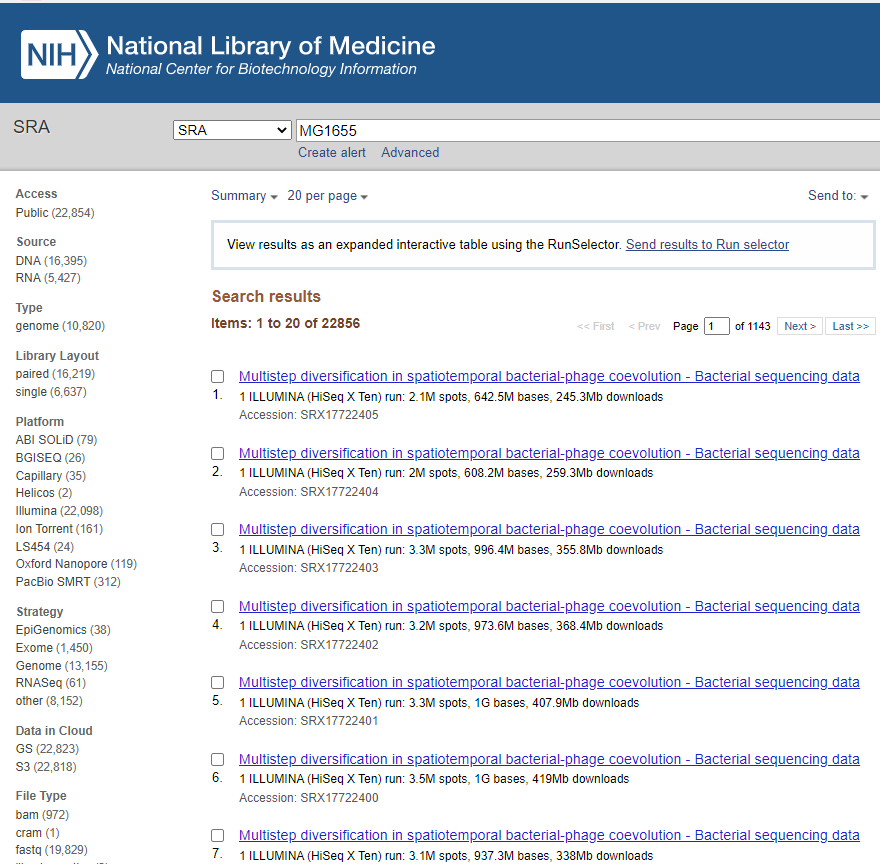 NIH National Library of Medicine
National Center for Biotechnology Information
SRA
SRA
MG1655
Create alert Advanced
Access
Public (22,854)
Source
DNA (16,395)
RNA (5,427)
Type
genome (10,820)
Library Layout
paired (16,219)
single (6,637)
Platform
ABI SOLiD (79)
BGISEQ (26)
Capillary (35)
Helicos (2)
Illumina (22,098)
Ion Torrent (161)
LS454 (24)
Oxford Nanopore (119)
PacBio SMRT (312)
Strategy
EpiGenomics (38)
Exome (1,450)
Genome (13,155)
RNASeq (61)
other (8,152)
Data in Cloud
GS (22,823)
S3 (22,818)
File Type
bam (972)
cram (1)
fastq (19,829)
Summary 20 per page Send to:
View results as an expanded interactive table using the RunSelector. Send results to Run selector
Search results
Items: 1 to 20 of 22856
<< First < Prev Page 1 of 1143 Next > Last >>
Multistep diversification in spatiotemporal bacterial-phage coevolution - Bacterial sequencing data
1. 1 ILLUMINA (HiSeq X Ten) run: 2.1M spots, 642.5M bases, 245.3Mb downloads
Accession: SRX17722405
Multistep diversification in spatiotemporal bacterial-phage coevolution - Bacterial sequencing data
2. 1 ILLUMINA (HiSeq X Ten) run: 2M spots, 608.2M bases, 259.3Mb downloads
Accession: SRX17722404
Multistep diversification in spatiotemporal bacterial-phage coevolution - Bacterial sequencing data
3. 1 ILLUMINA (HiSeq X Ten) run: 3.3M spots, 996.4M bases, 355.8Mb downloads
Accession: SRX17722403
Multistep diversification in spatiotemporal bacterial-phage coevolution - Bacterial sequencing data
4. 1 ILLUMINA (HiSeq X Ten) run: 3.2M spots, 973.6M bases, 368.4Mb downloads
Accession: SRX17722402
Multistep diversification in spatiotemporal bacterial-phage coevolution - Bacterial sequencing data
5. 1 ILLUMINA (HiSeq X Ten) run: 3.3M spots, 1G bases, 407.9Mb downloads
Accession: SRX17722401
Multistep diversification in spatiotemporal bacterial-phage coevolution - Bacterial sequencing data
6. 1 ILLUMINA (HiSeq X Ten) run: 3.5M spots, 1G bases, 419Mb downloads
Accession: SRX17722400
Multistep diversification in spatiotemporal bacterial-phage coevolution - Bacterial sequencing data
7. 1 ILLUMINA (HiSeq X Ten) run: 3.1M spots, 937.3M bases, 338Mb downloads